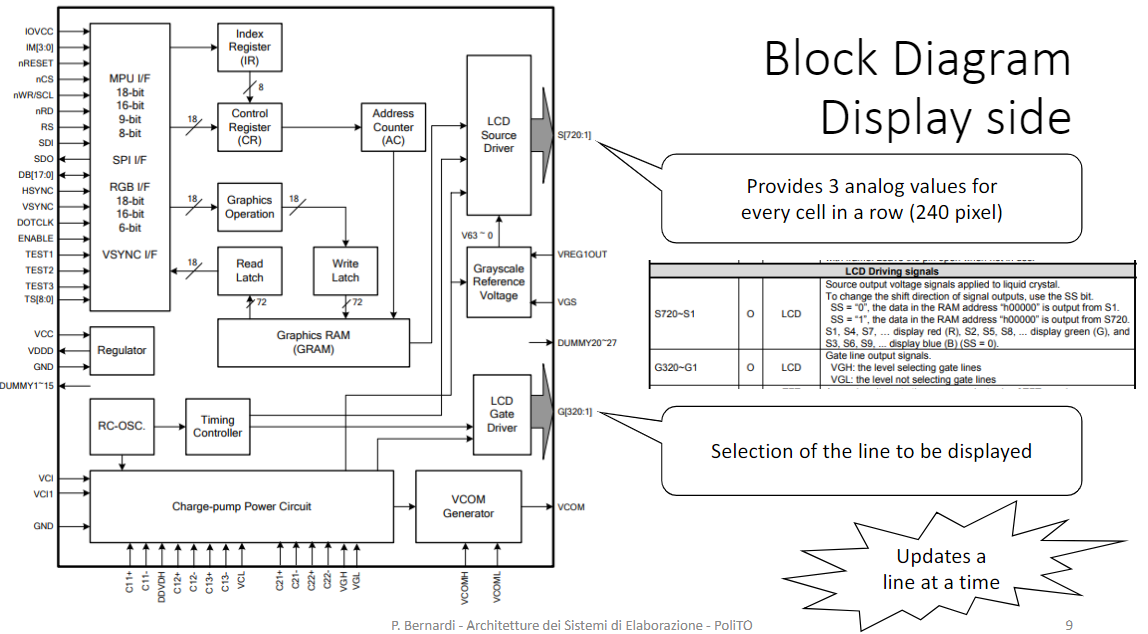 Block Diagram
Display side
IOVCC
IM[3:0]
nRESET
nCS
nWR/SCL
nRD
RS
SDI
SDO
DB[17:0]
HSYNC
VSYNC
DOTCLK
ENABLE
TEST1
TEST2
TEST3
TS[8:0]
MPU I/F
18-bit
16-bit
9-bit
8-bit
SPI I/F
RGB I/F
18-bit
16-bit
6-bit
VSYNC I/F
Index
Register
(IR)
8
18
Control
Register
(CR)
Address
Counter
(AC)
18
Graphics
Operation
18
18
Read
Latch
Write
Latch
72
72
Graphics RAM
(GRAM)
LCD
Source
Driver
S[720:1]
V63 ~ 0
Grayscale
Reference
Voltage
VREG1OUT
VGS
DUMMY20~27
VCC
VDDD
GND
Regulator
DUMMY1~15
RC-OSC.
Timing
Controller
LCD
Gate
Driver
G[320:1]
VCI
VCI1
GND
Charge-pump Power Circuit
VCOM
Generator
VCOM
C11+
C11-
DDVDH
C12+
C12-
C13+
C13-
VCL
C21+
C21-
C22+
C22-
VGH
VGL
VCOMH
VCOML
Provides 3 analog values for
every cell in a row (240 pixel)
LCD Driving signals
S720~S1
O
LCD
Source output voltage signals applied to liquid crystal.
To change the shift direction of signal outputs, use the SS bit.
SS = “0”, the data in the RAM address “h00000” is output from S1.
SS = “1”, the data in the RAM address “h00000” is output from S720.
S1, S4, S7, ... display red (R), S2, S5, S8, ... display green (G), and
S3, S6, S9, ... display blue (B) (SS = 0).
G320~G1
O
LCD
Gate line output signals.
VGH: the level selecting gate lines
VGL: the level not selecting gate lines
Selection of the line to be displayed
Updates a
line at a time
P. Bernardi - Architetture dei Sistemi di Elaborazione - PoliTO
9